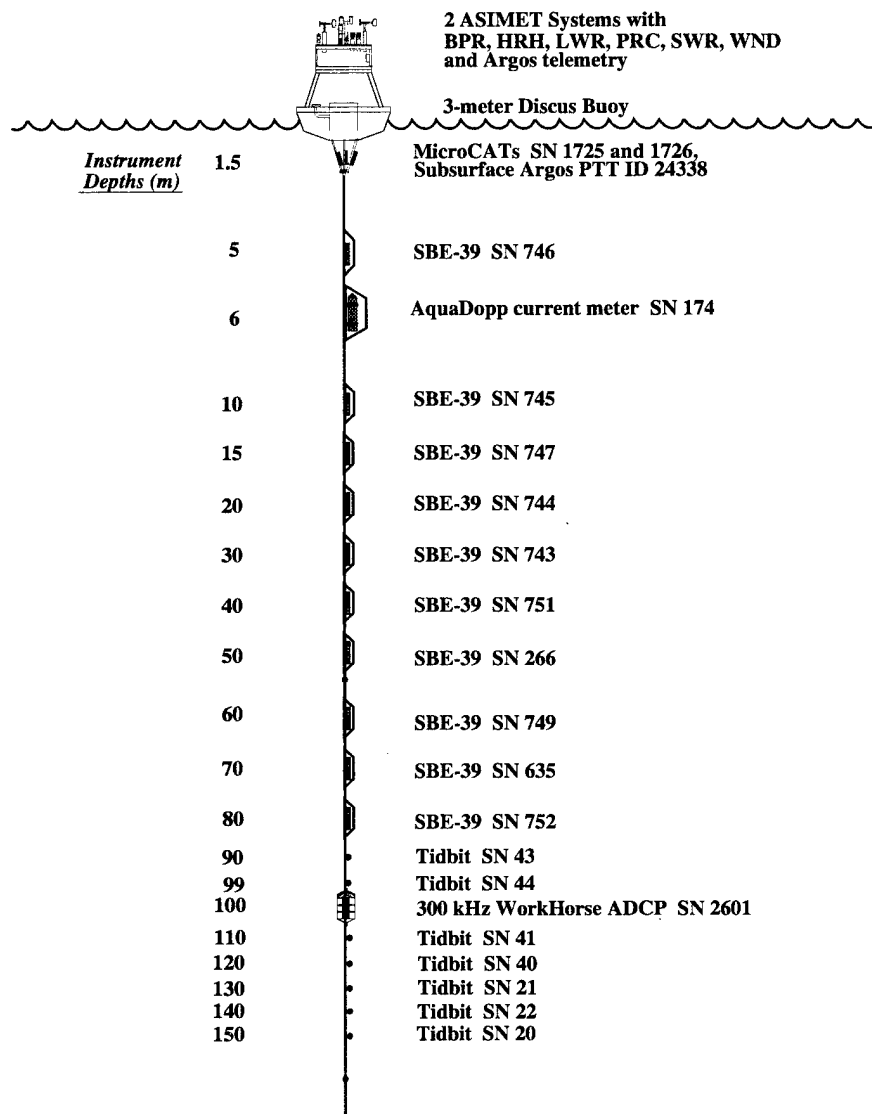 2 ASIMET Systems with
BPR, HRH, LWR, PRC, SWR, WND
and Argos telemetry
3-meter Discus Buoy
Instrument
Depths (m)
1.5 MicroCATs SN 1725 and 1726,
Subsurface Argos PTT ID 24338
5 SBE-39 SN 746
6 AquaDopp current meter SN 174
10 SBE-39 SN 745
15 SBE-39 SN 747
20 SBE-39 SN 744
30 SBE-39 SN 743
40 SBE-39 SN 751
50 SBE-39 SN 266
60 SBE-39 SN 749
70 SBE-39 SN 635
80 SBE-39 SN 752
90 Tidbit SN 43
99 Tidbit SN 44
100 300 kHz WorkHorse ADCP SN 2601
110 Tidbit SN 41
120 Tidbit SN 40
130 Tidbit SN 21
140 Tidbit SN 22
150 Tidbit SN 20